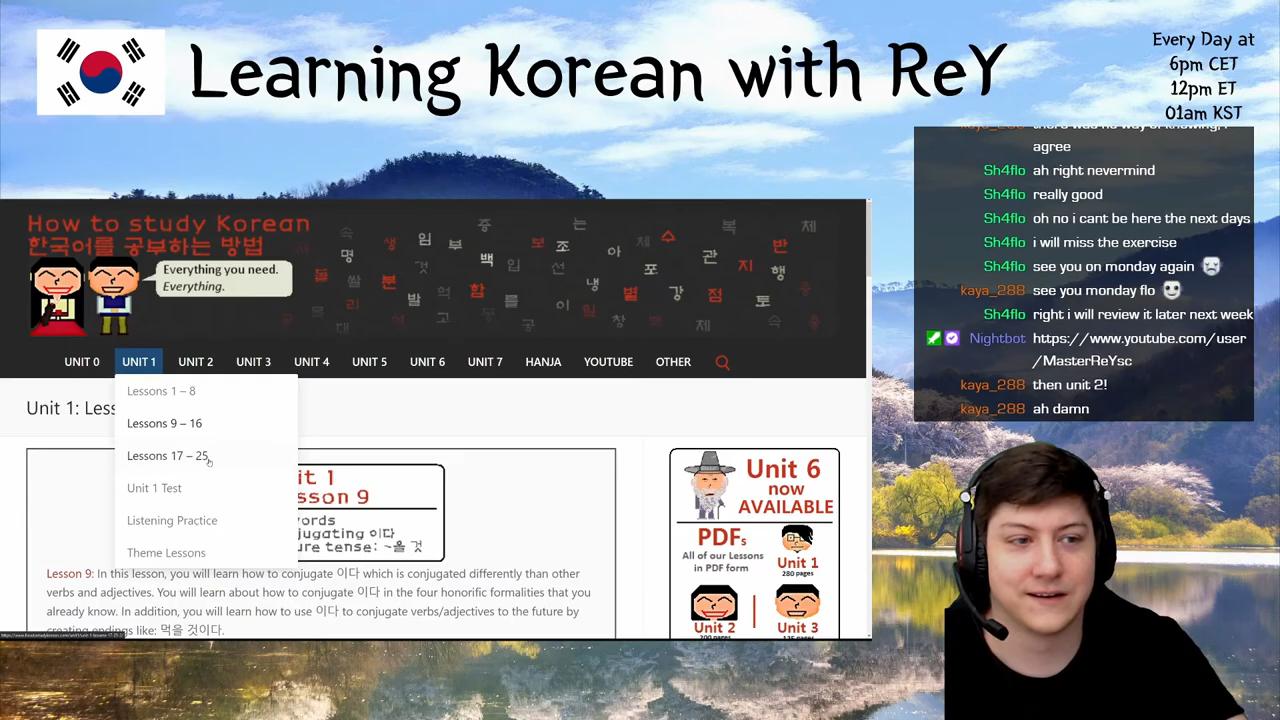 Learning Korean with ReY
Every Day at
6pm CET
12pm ET
01am KST
agree
Sh4flo ah right nevermind
Sh4flo really good
Sh4flo oh no i cant be here the next days
Sh4flo i will miss the exercise
Sh4flo see you on monday again
kaya_288 see you monday flo
Sh4flo right i will review it later next week
Nightbot https://www.youtube.com/user
/MasterReYsc
kaya_288 then unit 2!
kaya_288 ah damn
How to study Korean
한국어를 공부하는 방법
Everything you need.
Everything.
UNIT 0 UNIT 1 UNIT 2 UNIT 3 UNIT 4 UNIT 5 UNIT 6 UNIT 7 HANJA YOUTUBE OTHER
Lessons 1 – 8
Lessons 9 – 16
Lessons 17 – 25
Unit 1 Test
Listening Practice
Theme Lessons
Unit 1: Less
it 1
sson 9
words
jugating 이다
ure tense: ~을 것
Lesson 9: In this lesson, you will learn how to conjugate 이다 which is conjugated differently than other
verbs and adjectives. You will learn about how to conjugate 이다 in the four honorific formalities that you
already know. In addition, you will learn how to use 이다 to conjugate verbs/adjectives to the future by
creating endings like: 먹을 것이다.
Unit 6
now
AVAILABLE
PDFs
All of our Lessons
in PDF form
Unit 1
280 pages
Unit 2
Unit 3